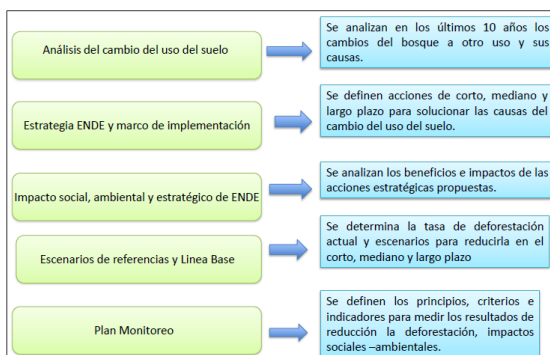 Análisis del cambio del uso del suelo
Se analizan en los últimos 10 años los
cambios del bosque a otro uso y sus
causas.
Estrategia ENDE y marco de implementación
Se definen acciones de corto, mediano y
largo plazo para solucionar las causas del
cambio del uso del suelo.
Impacto social, ambiental y estratégico de ENDE
Se analizan los beneficios e impactos de las
acciones estratégicas propuestas.
Escenarios de referencias y Linea Base
Se determina la tasa de deforestación
actual y escenarios para reducirla en el
corto, mediano y largo plazo
Plan Monitoreo
Se definen los principios, criterios e
indicadores para medir los resultados de
reducción la deforestación, impactos
sociales –ambientales.